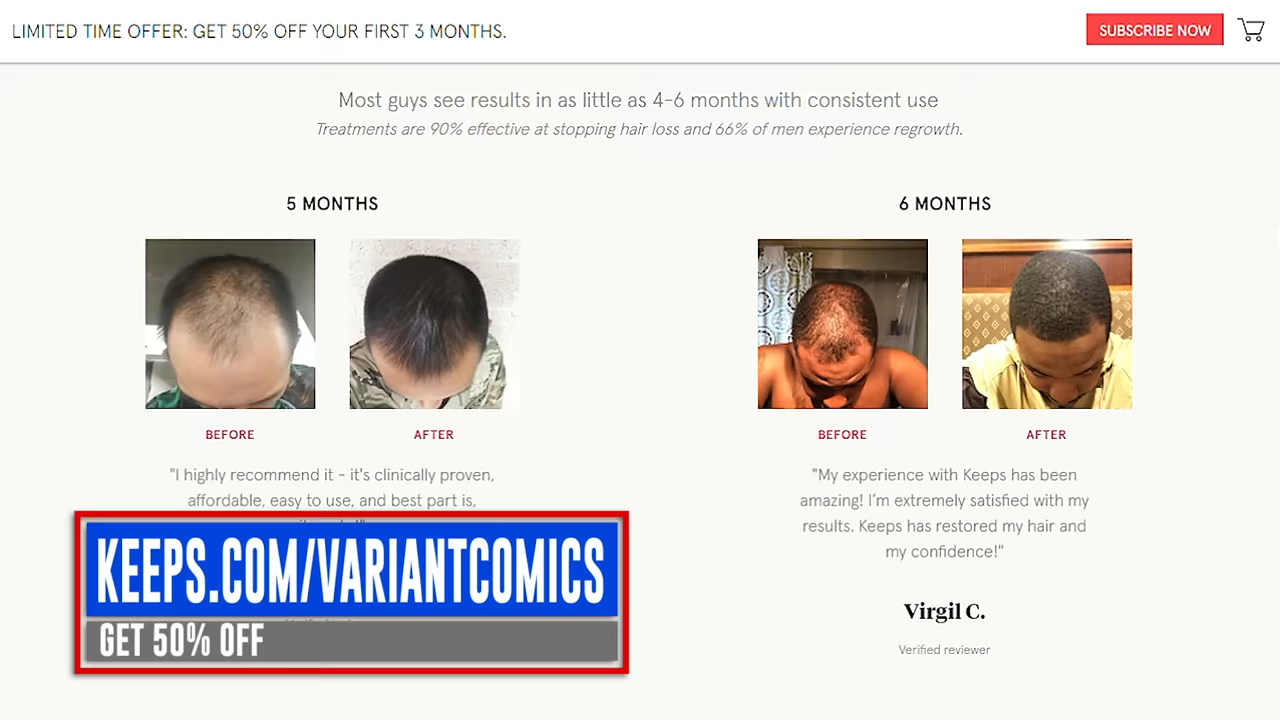 LIMITED TIME OFFER: GET 50% OFF YOUR FIRST 3 MONTHS.
SUBSCRIBE NOW
Most guys see results in as little as 4-6 months with consistent use
Treatments are 90% effective at stopping hair loss and 66% of men experience regrowth.
5 MONTHS
BEFORE
AFTER
"I highly recommend it - it's clinically proven,
affordable, easy to use, and best part is,
KEEPS.COM/VARIANTCOMICS
GET 50% OFF
6 MONTHS
BEFORE
AFTER
"My experience with Keeps has been
amazing! I'm extremely satisfied with my
results. Keeps has restored my hair and
my confidence!"
Virgil C.
Verified reviewer